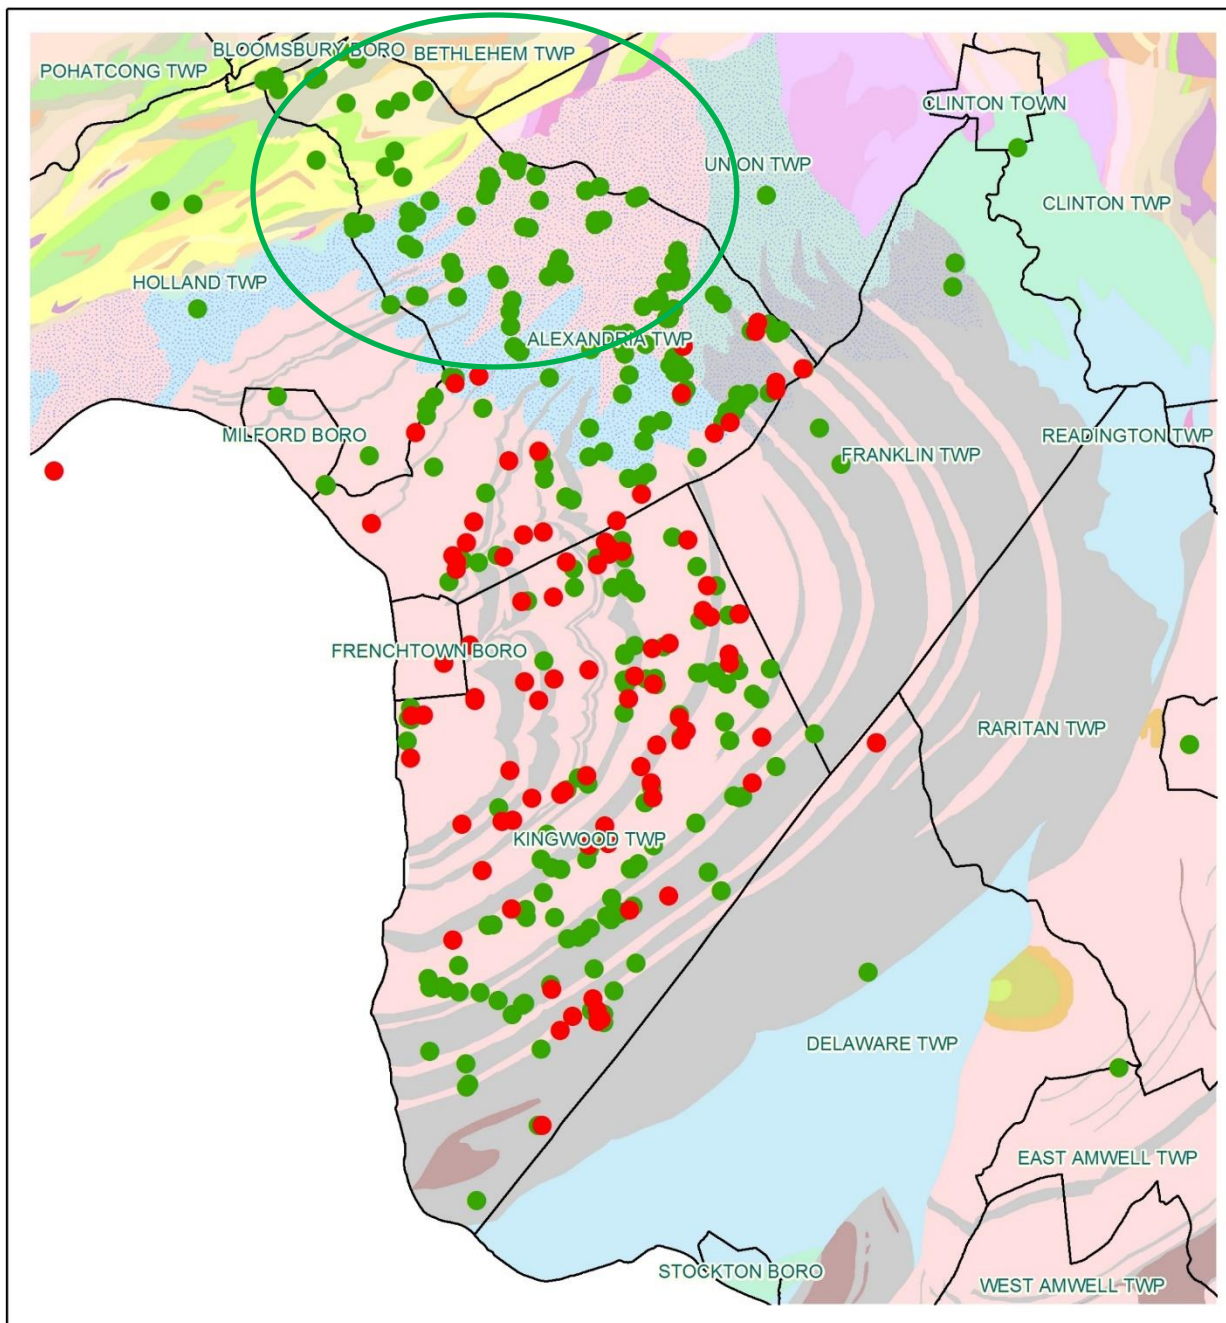 BLOOMSBURY BORO
BETHLEHEM TWP
POHATCONG TWP
CLINTON TOWN
UNION TWP
CLINTON TWP
HOLLAND TWP
ALEXANDRIA TWP
MILFORD BORO
READINGTON TWP
FRANKLIN TWP
FRENCHTOWN BORO
RARITAN TWP
KINGWOOD TWP
DELAWARE TWP
EAST AMWELL TWP
STOCKTON BORO
WEST AMWELL TWP